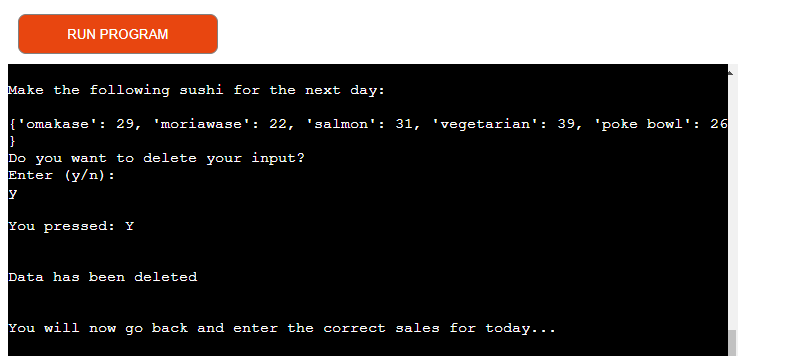 RUN PROGRAM
Make the following sushi for the next day:
{'omakase': 29, 'moriawase': 22, 'salmon': 31, 'vegetarian': 39, 'poke bowl': 26
}
Do you want to delete your input?
Enter (y/n):
y
You pressed: Y
Data has been deleted
You will now go back and enter the correct sales for today...